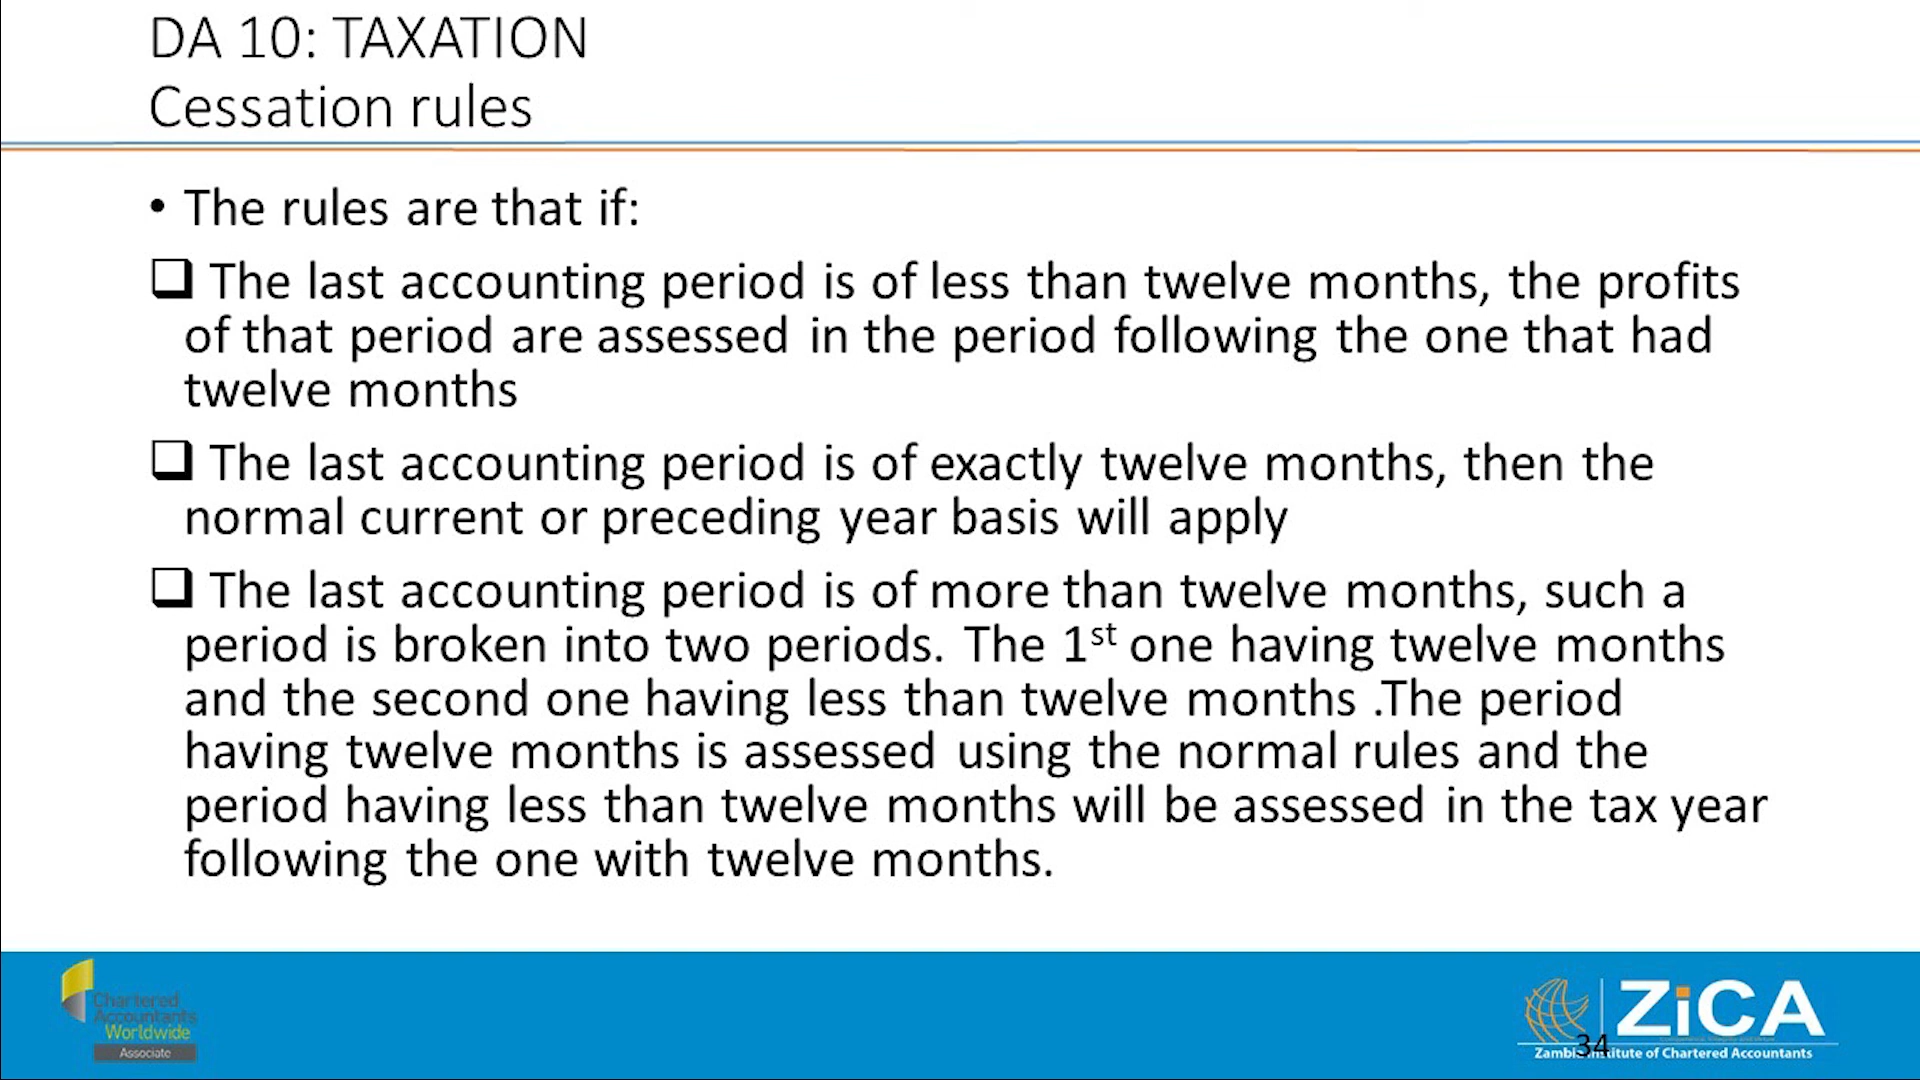 DA 10: TAXATION
Cessation rules
• The rules are that if:
❑ The last accounting period is of less than twelve months, the profits
of that period are assessed in the period following the one that had
twelve months
❑ The last accounting period is of exactly twelve months, then the
normal current or preceding year basis will apply
❑ The last accounting period is of more than twelve months, such a
period is broken into two periods. The 1st one having twelve months
and the second one having less than twelve months .The period
having twelve months is assessed using the normal rules and the
period having less than twelve months will be assessed in the tax year
following the one with twelve months.
Chartered
Accountants
Worldwide
Associate
ZiCA
34
Zambia Institute of Chartered Accountants